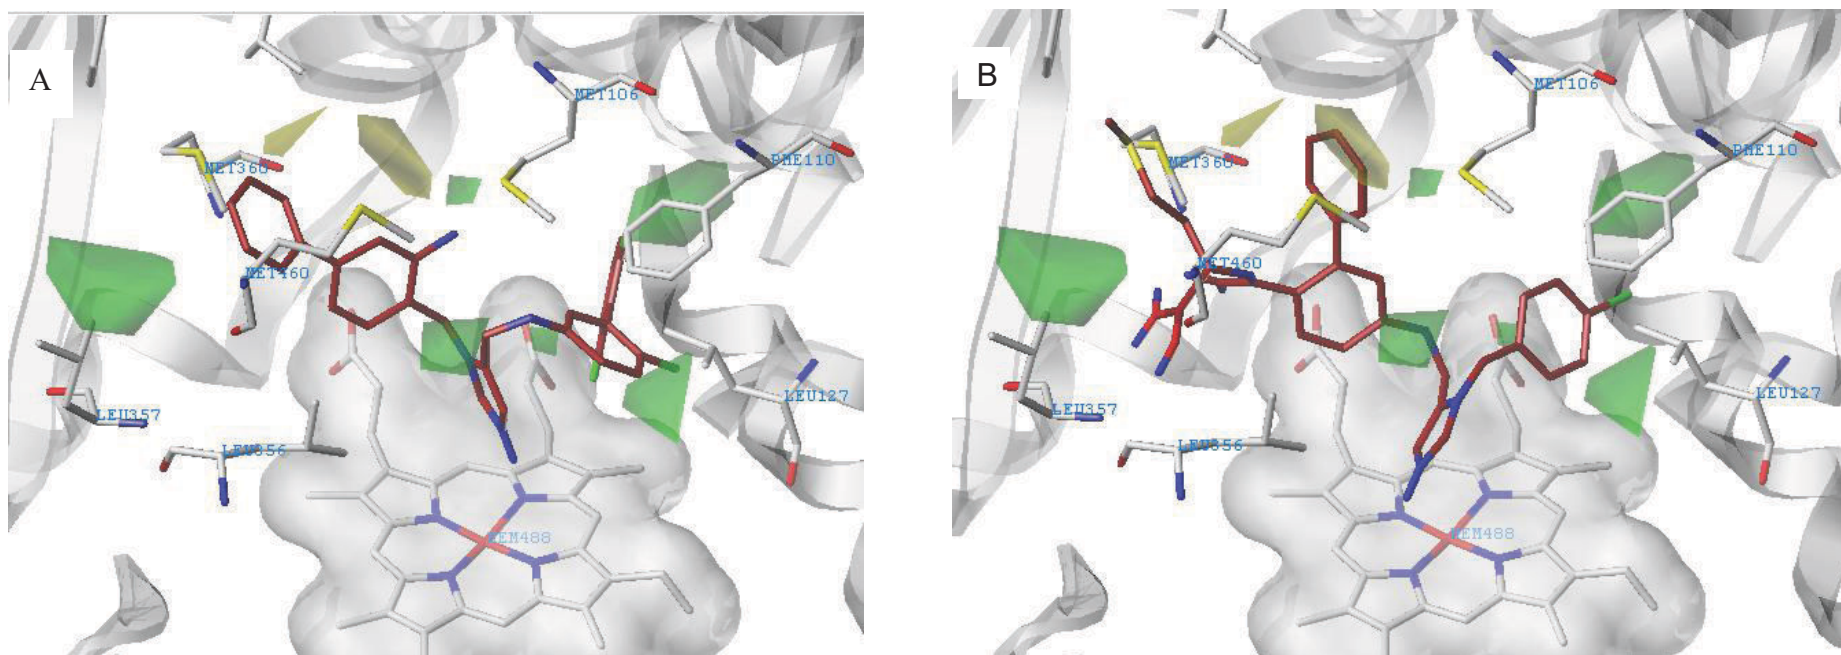 A
MET106
PHE110
MET360
MET460
LEU127
LEU357
LEU356
HEM488
B
MET106
PHE110
MET360
MET460
LEU127
LEU357
LEU356
HEM488